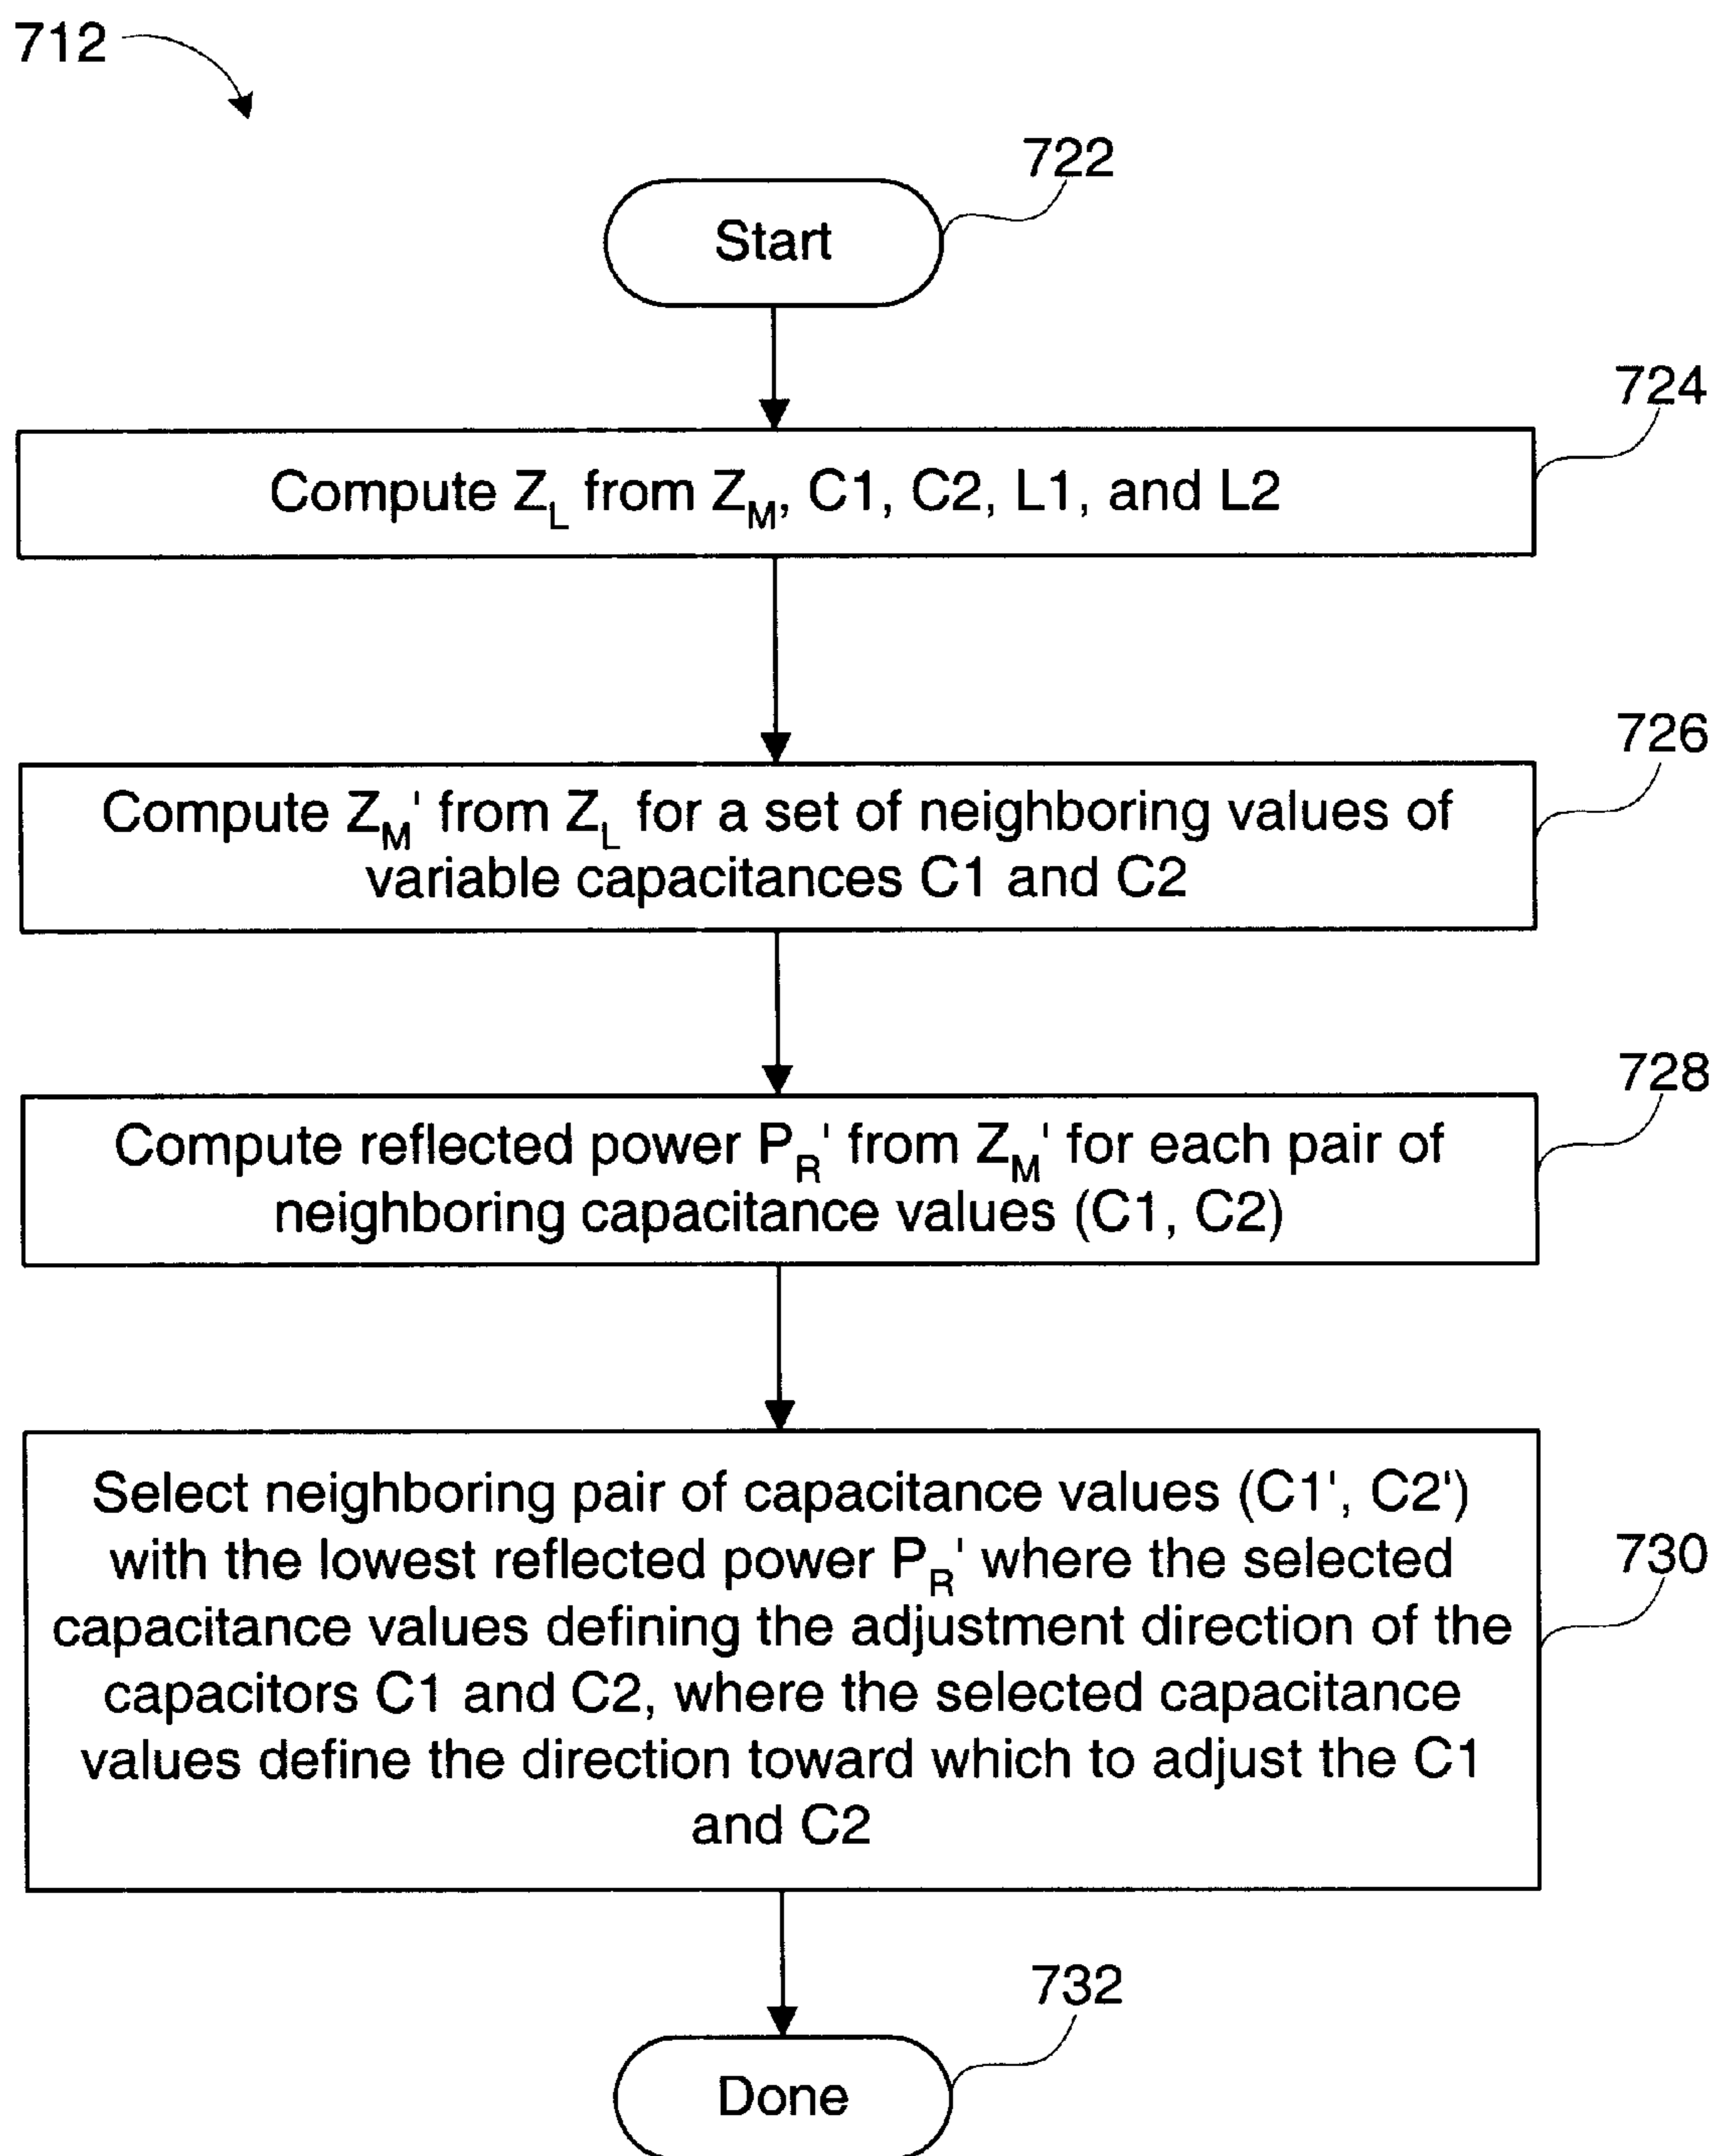 712
722
Start
724
Compute Z_L from Z_M, C1, C2, L1, and L2
726
Compute Z_M' from Z_L for a set of neighboring values of
variable capacitances C1 and C2
728
Compute reflected power P_R' from Z_M' for each pair of
neighboring capacitance values (C1, C2)
Select neighboring pair of capacitance values (C1', C2')
730
with the lowest reflected power P_R' where the selected
capacitance values defining the adjustment direction of the
capacitors C1 and C2, where the selected capacitance
values define the direction toward which to adjust the C1
and C2
732
Done